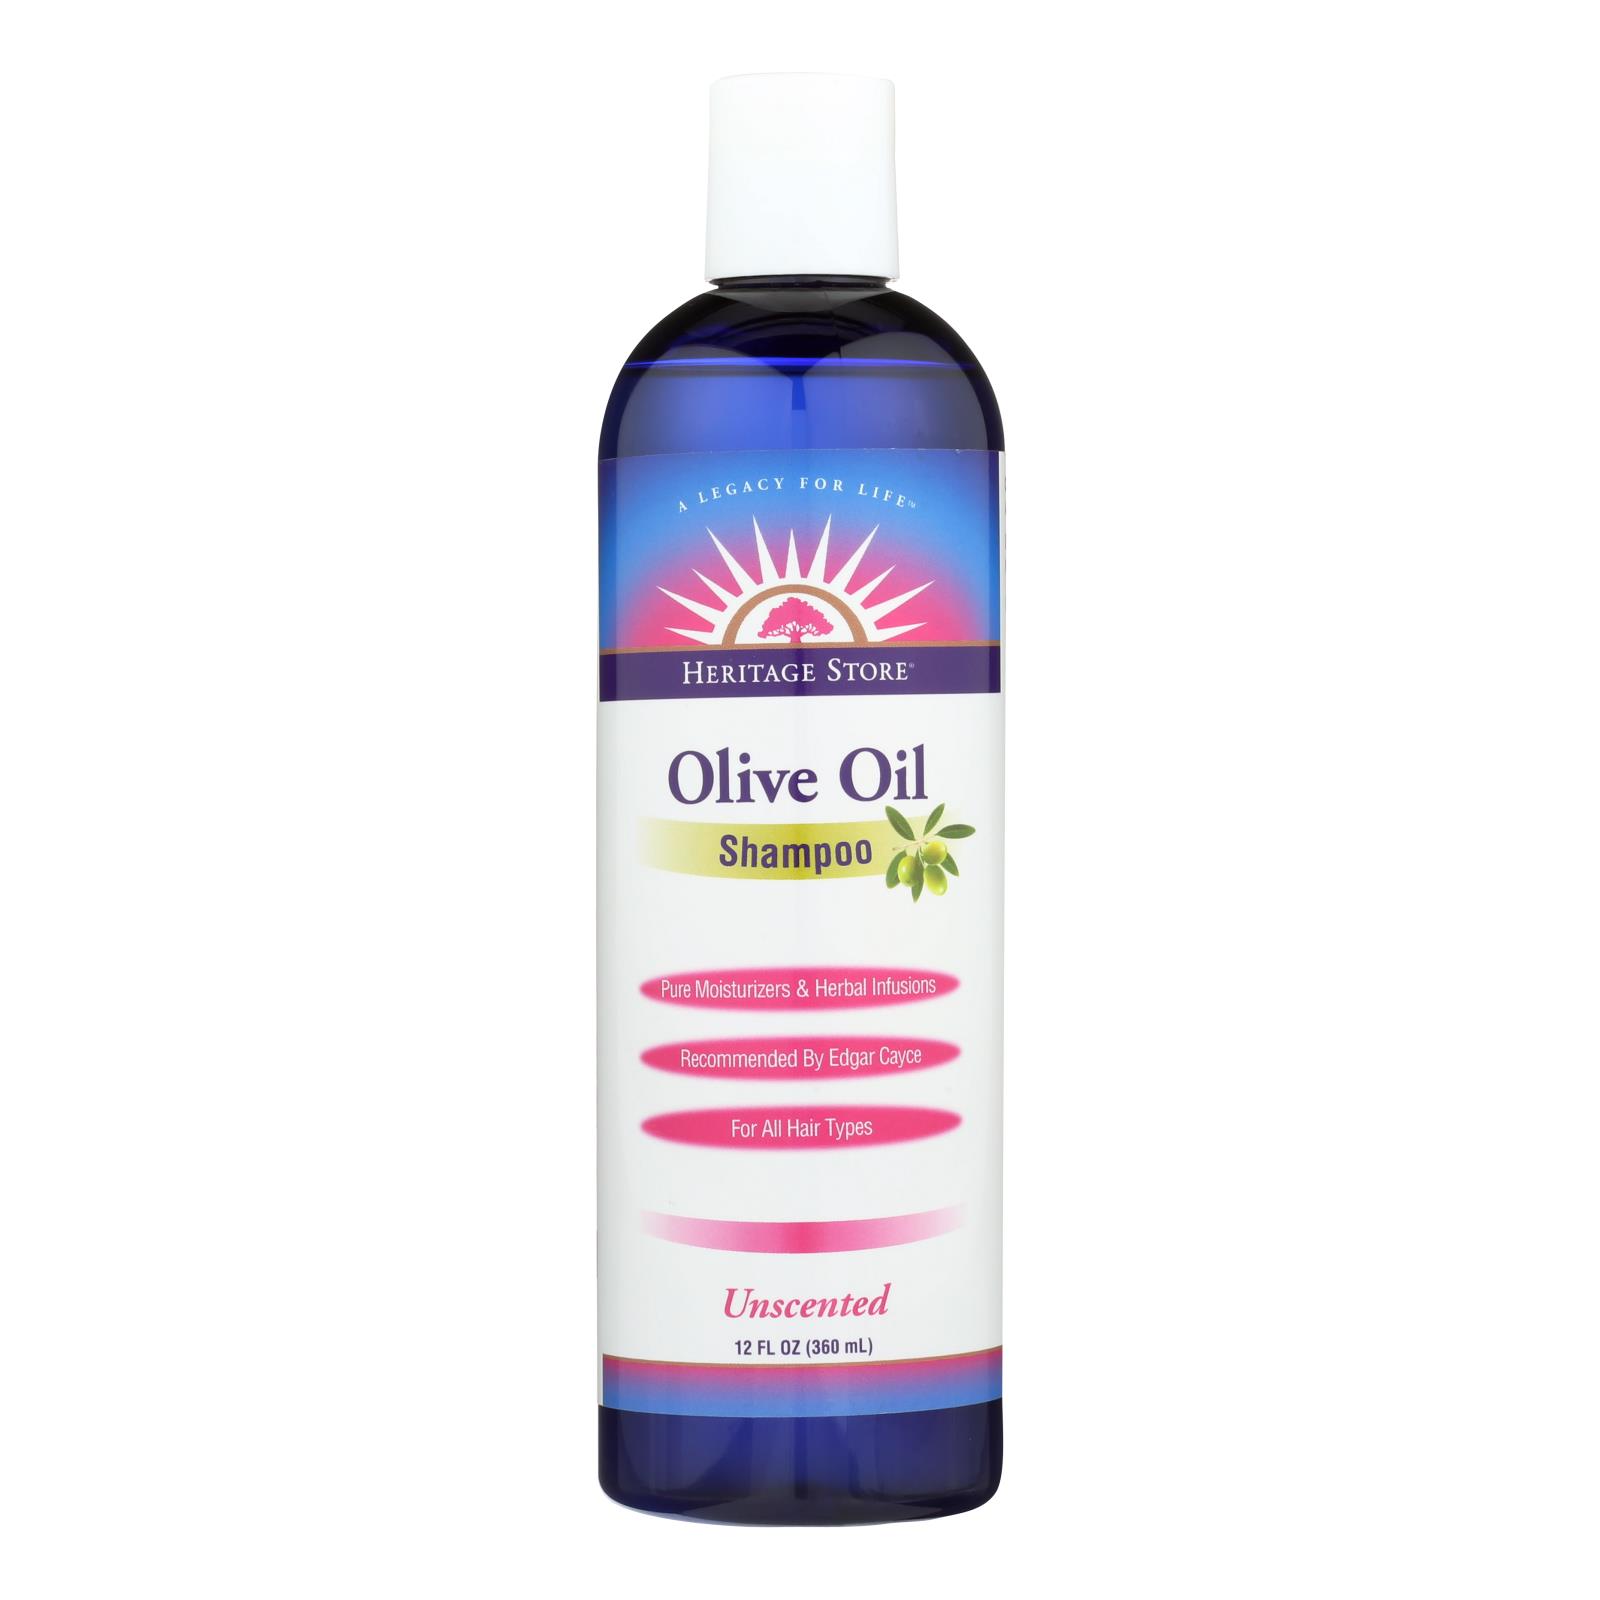 A LEGACY FOR LIFE™
HERITAGE STORE®
Olive Oil
Shampoo
Pure Moisturizers & Herbal Infusions
Recommended By Edgar Cayce
For All Hair Types
Unscented
12 FL OZ (360 mL)